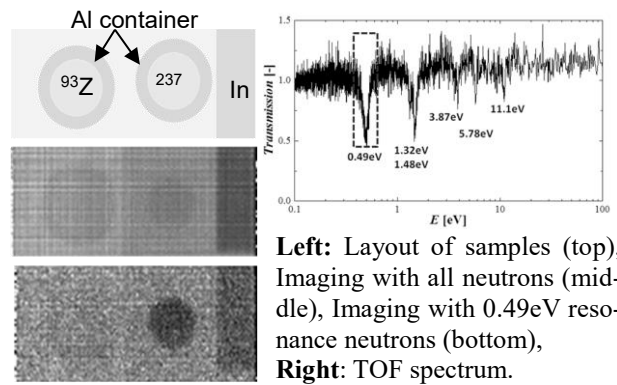 Al container
⁹³Z
237
In
1.5
1.0
0.5
0.0
Transmission [-]
0.49eV
1.32eV
1.48eV
3.87eV
5.78eV
11.1eV
0.1
1
10
100
E [eV]
Left: Layout of samples (top),
Imaging with all neutrons (mid-
dle), Imaging with 0.49eV reso-
nance neutrons (bottom),
Right: TOF spectrum.